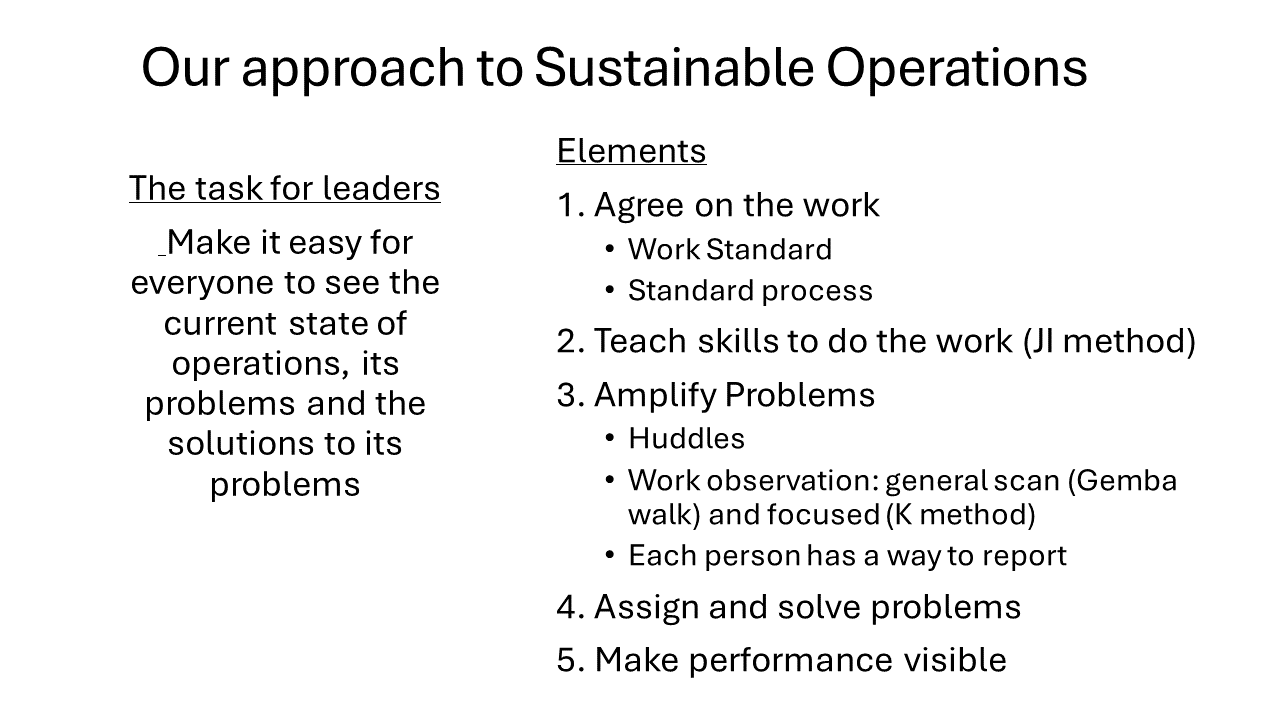 Our approach to Sustainable Operations
The task for leaders
Make it easy for
everyone to see the
current state of
operations, its
problems and the
solutions to its
problems
Elements
1. Agree on the work
• Work Standard
• Standard process
2. Teach skills to do the work (JI method)
3. Amplify Problems
• Huddles
• Work observation: general scan (Gemba
walk) and focused (K method)
• Each person has a way to report
4. Assign and solve problems
5. Make performance visible